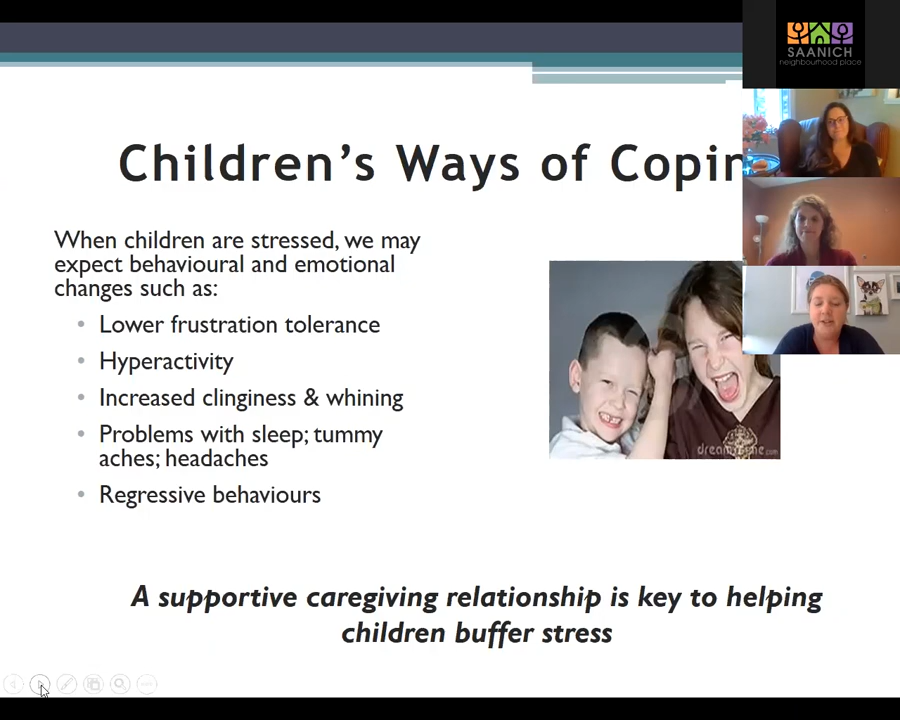 SAANICH
neighbourhood place
Children's Ways of Copin
When children are stressed, we may
expect behavioural and emotional
changes such as:
• Lower frustration tolerance
• Hyperactivity
• Increased clinginess & whining
• Problems with sleep; tummy
aches; headaches
• Regressive behaviours
A supportive caregiving relationship is key to helping
children buffer stress